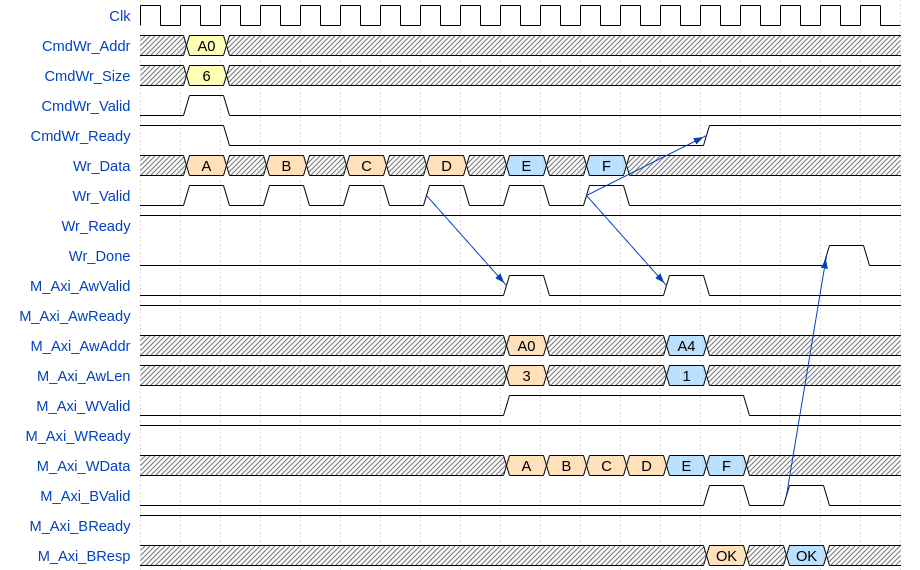 Clk
CmdWr_Addr A0
CmdWr_Size 6
CmdWr_Valid
CmdWr_Ready
Wr_Data A B C D E F
Wr_Valid
Wr_Ready
Wr_Done
M_Axi_AwValid
M_Axi_AwReady
M_Axi_AwAddr A0 A4
M_Axi_AwLen 3 1
M_Axi_WValid
M_Axi_WReady
M_Axi_WData A B C D E F
M_Axi_BValid
M_Axi_BReady
M_Axi_BResp OK OK